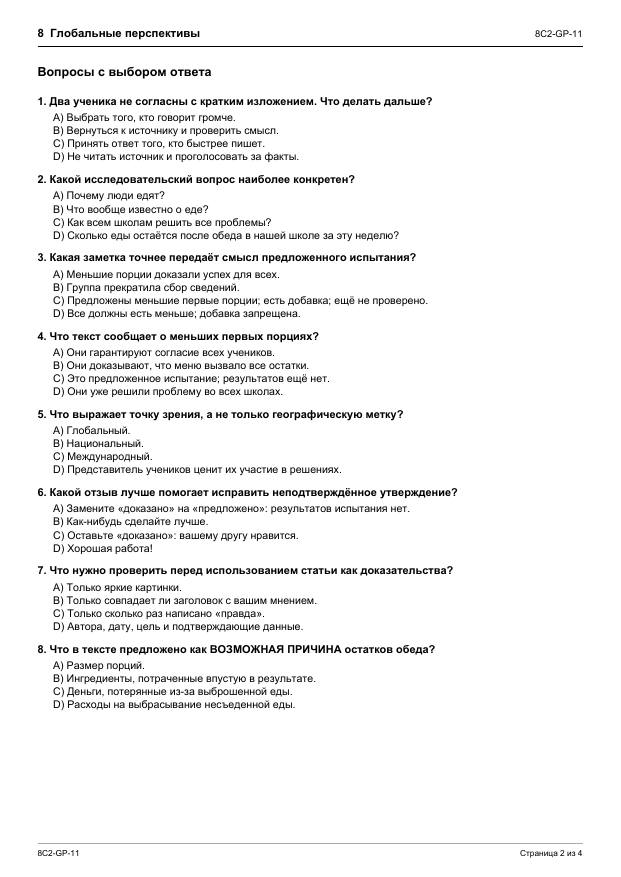 8 Глобальные перспективы
8C2-GP-11
Вопросы с выбором ответа
1. Два ученика не согласны с кратким изложением. Что делать дальше?
A) Выбрать того, кто говорит громче.
B) Вернуться к источнику и проверить смысл.
C) Принять ответ того, кто быстрее пишет.
D) Не читать источник и проголосовать за факты.
2. Какой исследовательский вопрос наиболее конкретен?
A) Почему люди едят?
B) Что вообще известно о еде?
C) Как всем школам решить все проблемы?
D) Сколько еды остаётся после обеда в нашей школе за эту неделю?
3. Какая заметка точнее передаёт смысл предложенного испытания?
A) Меньшие порции доказали успех для всех.
B) Группа прекратила сбор сведений.
C) Предложены меньшие первые порции; есть добавка; ещё не проверено.
D) Все должны есть меньше; добавка запрещена.
4. Что текст сообщает о меньших первых порциях?
A) Они гарантируют согласие всех учеников.
B) Они доказывают, что меню вызвало все остатки.
C) Это предложенное испытание; результатов ещё нет.
D) Они уже решили проблему во всех школах.
5. Что выражает точку зрения, а не только географическую метку?
A) Глобальный.
B) Национальный.
C) Международный.
D) Представитель учеников ценит их участие в решениях.
6. Какой отзыв лучше помогает исправить неподтверждённое утверждение?
A) Замените «доказано» на «предложено»: результатов испытания нет.
B) Как-нибудь сделайте лучше.
C) Оставьте «доказано»: вашему другу нравится.
D) Хорошая работа!
7. Что нужно проверить перед использованием статьи как доказательства?
A) Только яркие картинки.
B) Только совпадает ли заголовок с вашим мнением.
C) Только сколько раз написано «правда».
D) Автора, дату, цель и подтверждающие данные.
8. Что в тексте предложено как ВОЗМОЖНАЯ ПРИЧИНА остатков обеда?
A) Размер порций.
B) Ингредиенты, потраченные впустую в результате.
C) Деньги, потерянные из-за выброшенной еды.
D) Расходы на выбрасывание несъеденной еды.
8C2-GP-11
Страница 2 из 4